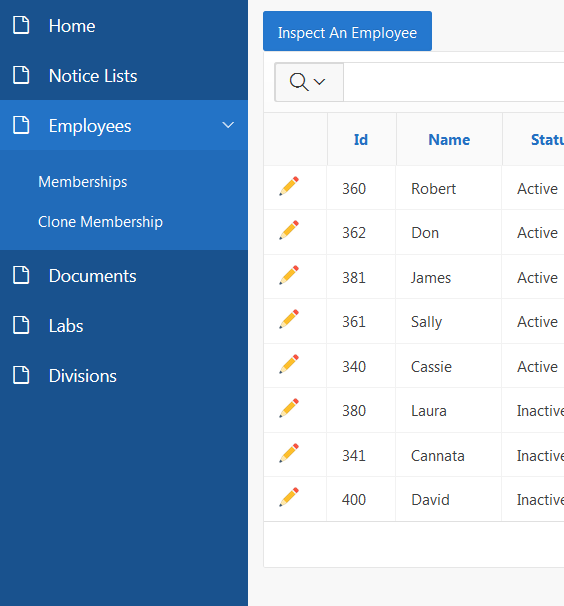 Home
Notice Lists
Employees
Memberships
Clone Membership
Documents
Labs
Divisions
Inspect An Employee
Id Name Statu
360 Robert Active
362 Don Active
381 James Active
361 Sally Active
340 Cassie Active
380 Laura Inactive
341 Cannata Inactive
400 David Inactive